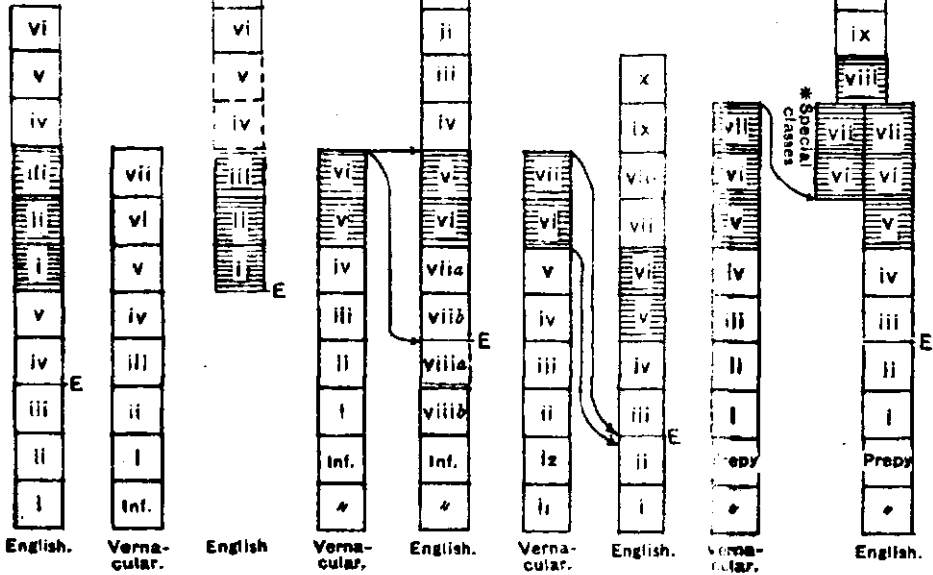 vi
v
iv
iii
ii
i
v
iv
E
iii
ii
i
English.
vii
vi
v
iv
iii
ii
i
Inf.
Verna-
cular.
vi
v
iv
iii
ii
i
E
English
vi
v
iv
iii
ii
i
Inf.
〃
Verna-
cular.
ii
iii
iv
v
vi
viia
viib
E
viiia
viiib
Inf.
〃
English.
vii
vi
v
iv
iii
ii
i2
i1
Verna-
cular.
x
ix
vii
vi
v
iv
iii
E
ii
i
English.
vii
vi
v
iv
iii
ii
i
repy
〃
Verna-
cular.
* Special
classes
vii
vi
ix
viii
vii
vi
v
iv
iii
E
ii
i
Prepy
〃
English.